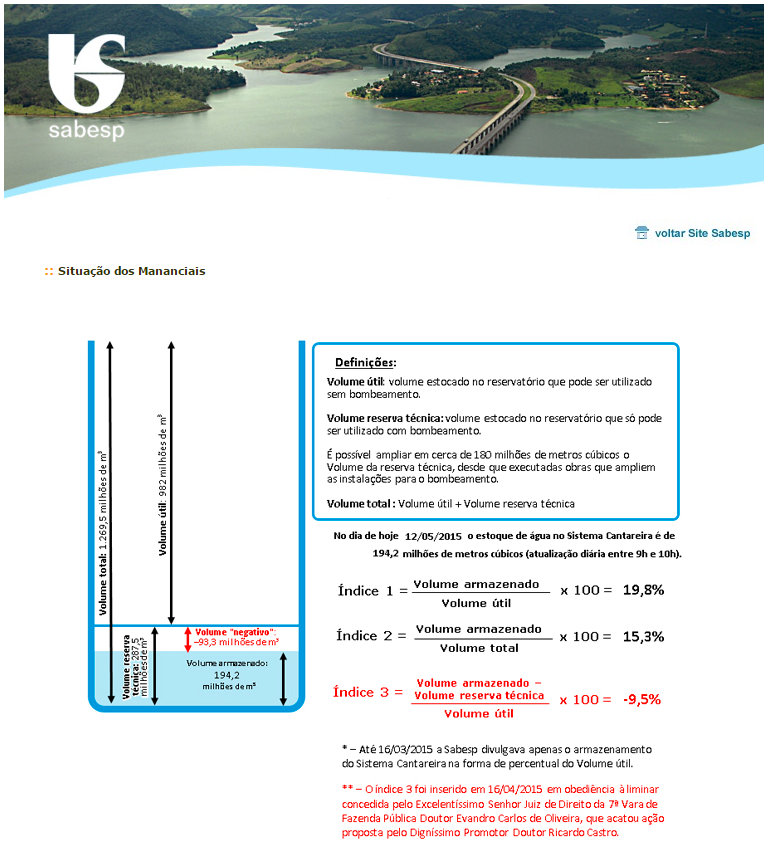 sabesp
voltar Site Sabesp
:: Situação dos Mananciais
Volume total: 1.269,5 milhões de m³
Volume útil: 982 milhões de m³
Volume reserva
técnica: 287,5
milhões de m³
Volume "negativo":
-93,3 milhões de m³
Volume armazenado:
194,2
milhões de m³
Definições:
Volume útil: volume estocado no reservatório que pode ser utilizado
sem bombeamento.
Volume reserva técnica: volume estocado no reservatório que só pode
ser utilizado com bombeamento.
É possível ampliar em cerca de 180 milhões de metros cúbicos o
Volume da reserva técnica, desde que executadas obras que ampliem
as instalações para o bombeamento.
Volume total : Volume útil + Volume reserva técnica
No dia de hoje 12/05/2015 o estoque de água no Sistema Cantareira é de
194,2 milhões de metros cúbicos (atualização diária entre 9h e 10h).
Índice 1 = Volume armazenado x 100 = 19,8%
Volume útil
Índice 2 = Volume armazenado x 100 = 15,3%
Volume total
Volume armazenado –
Índice 3 = Volume reserva técnica x 100 = -9,5%
Volume útil
* – Até 16/03/2015 a Sabesp divulgava apenas o armazenamento
do Sistema Cantareira na forma de percentual do Volume útil.
** – O índice 3 foi inserido em 16/04/2015 em obediência à liminar
concedida pelo Excelentíssimo Senhor Juiz de Direito da 7ª Vara de
Fazenda Pública Doutor Evandro Carlos de Oliveira, que acatou ação
proposta pelo Digníssimo Promotor Doutor Ricardo Castro.